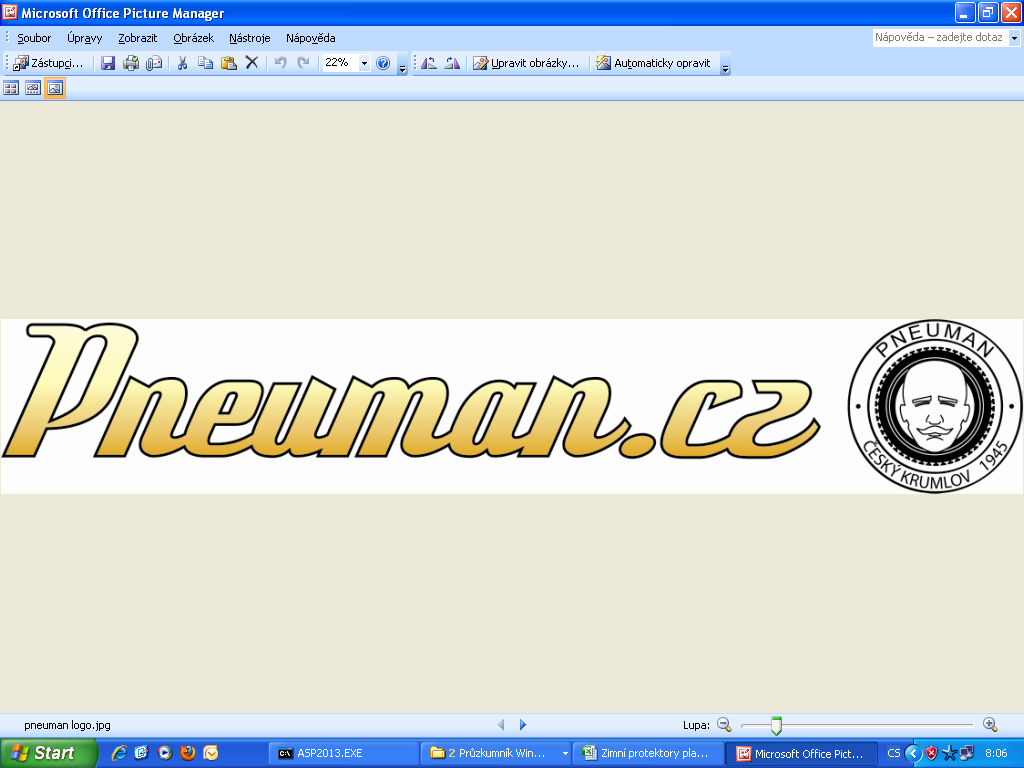 Microsoft Office Picture Manager
Soubor Úpravy Zobrazit Obrázek Nástroje Nápověda
Nápověda – zadejte dotaz
Zástupci... 22% Upravit obrázky... Automaticky opravit
Pneuman.cz
PNEUMAN
ČESKÝ KRUMLOV 1945
pneuman logo.jpg
Lupa:
Start
ASP2013.EXE
2 Průzkumník Win...
Zimní protektory pla...
Microsoft Office Pict...
CS
8:06